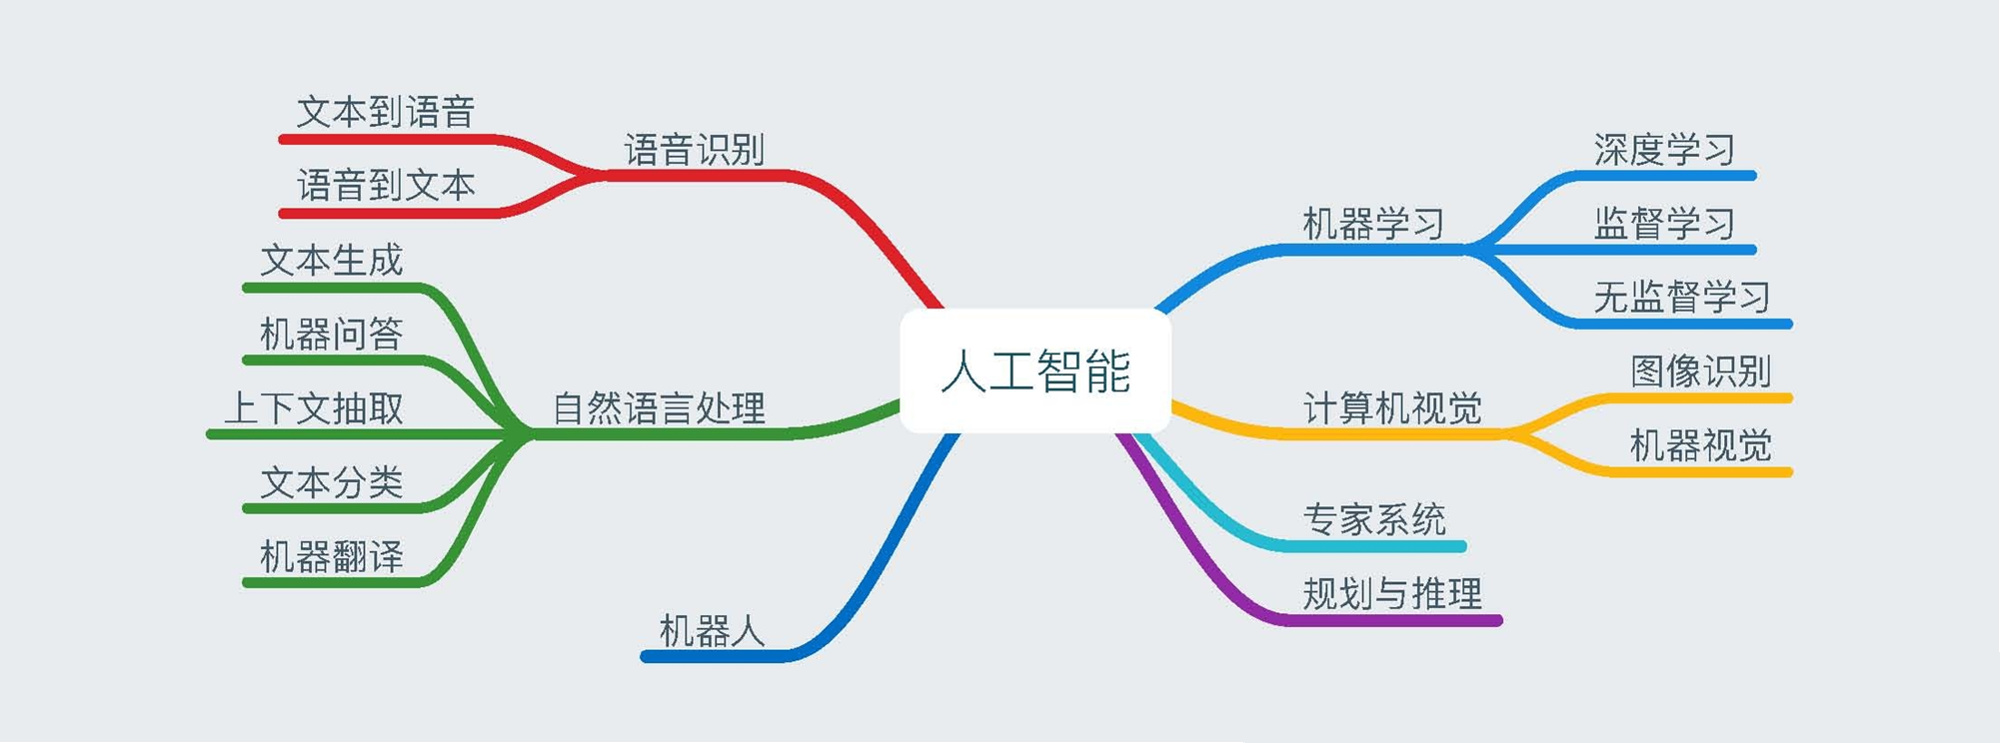 人工智能
语音识别
文本到语音
语音到文本
自然语言处理
文本生成
机器问答
上下文抽取
文本分类
机器翻译
机器人
机器学习
深度学习
监督学习
无监督学习
计算机视觉
图像识别
机器视觉
专家系统
规划与推理